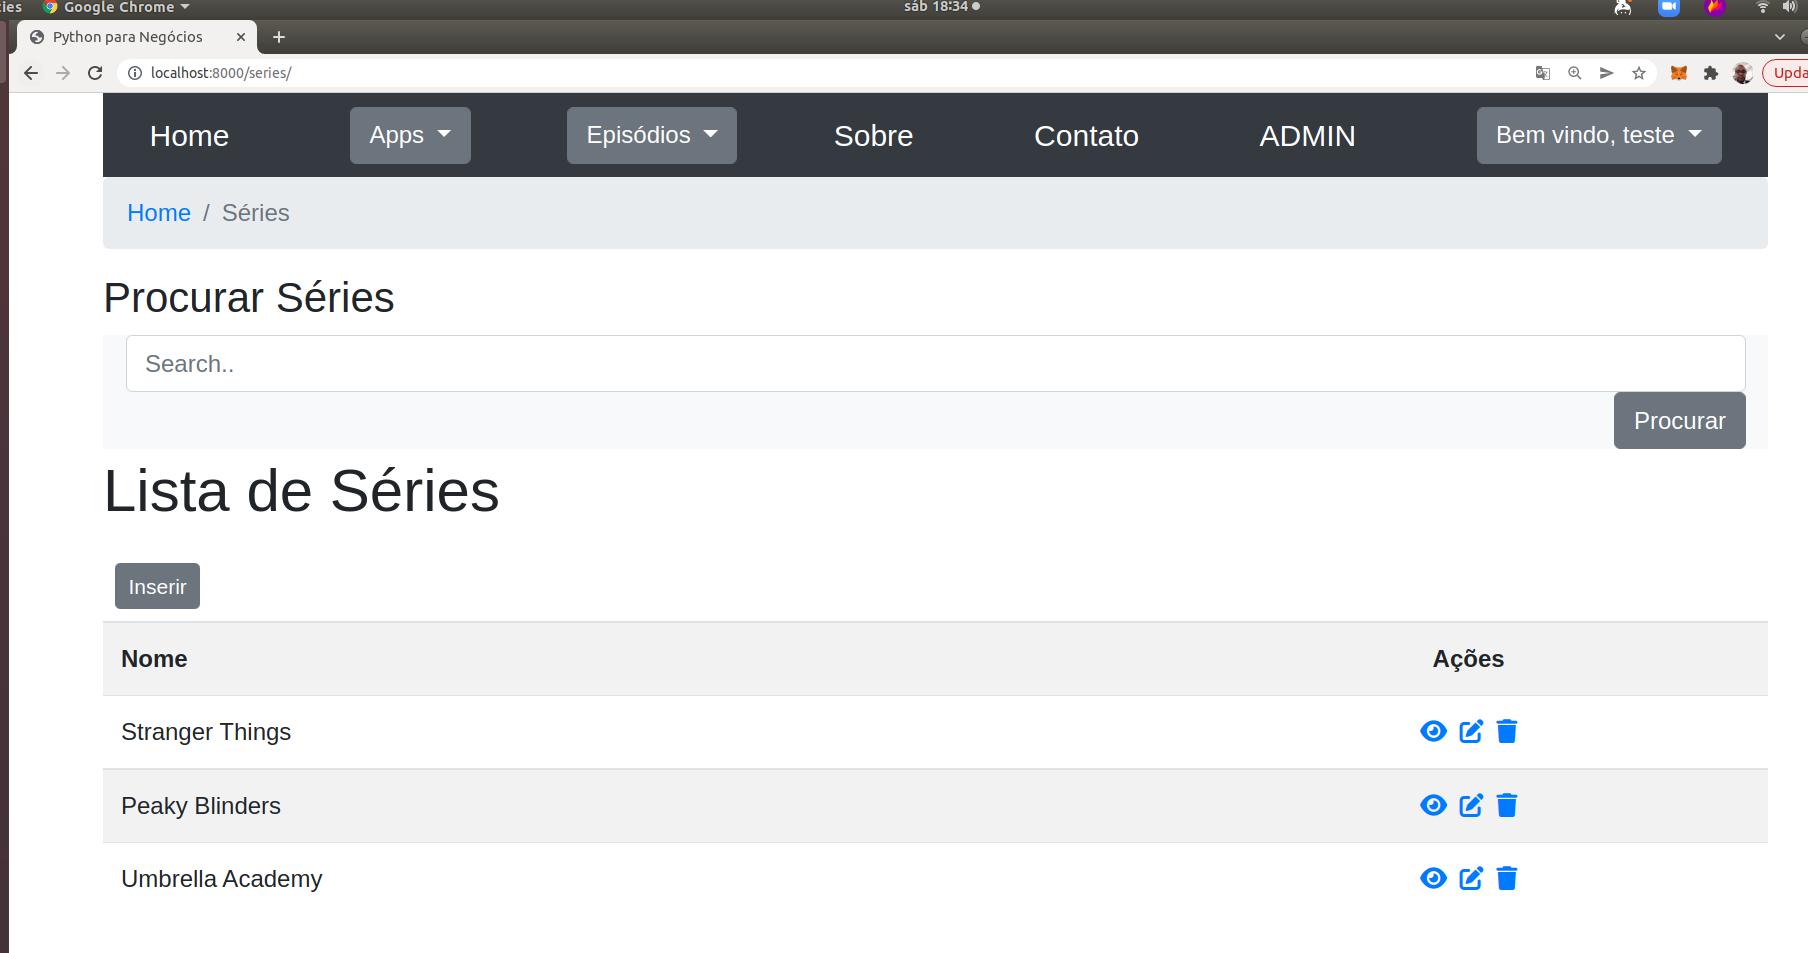 ies Google Chrome sáb 18:34
Python para Negócios
localhost:8000/series/ Upda
Home Apps Episódios Sobre Contato ADMIN Bem vindo, teste
Home / Séries
Procurar Séries
Search..
Procurar
Lista de Séries
Inserir
Nome Ações
Stranger Things
Peaky Blinders
Umbrella Academy